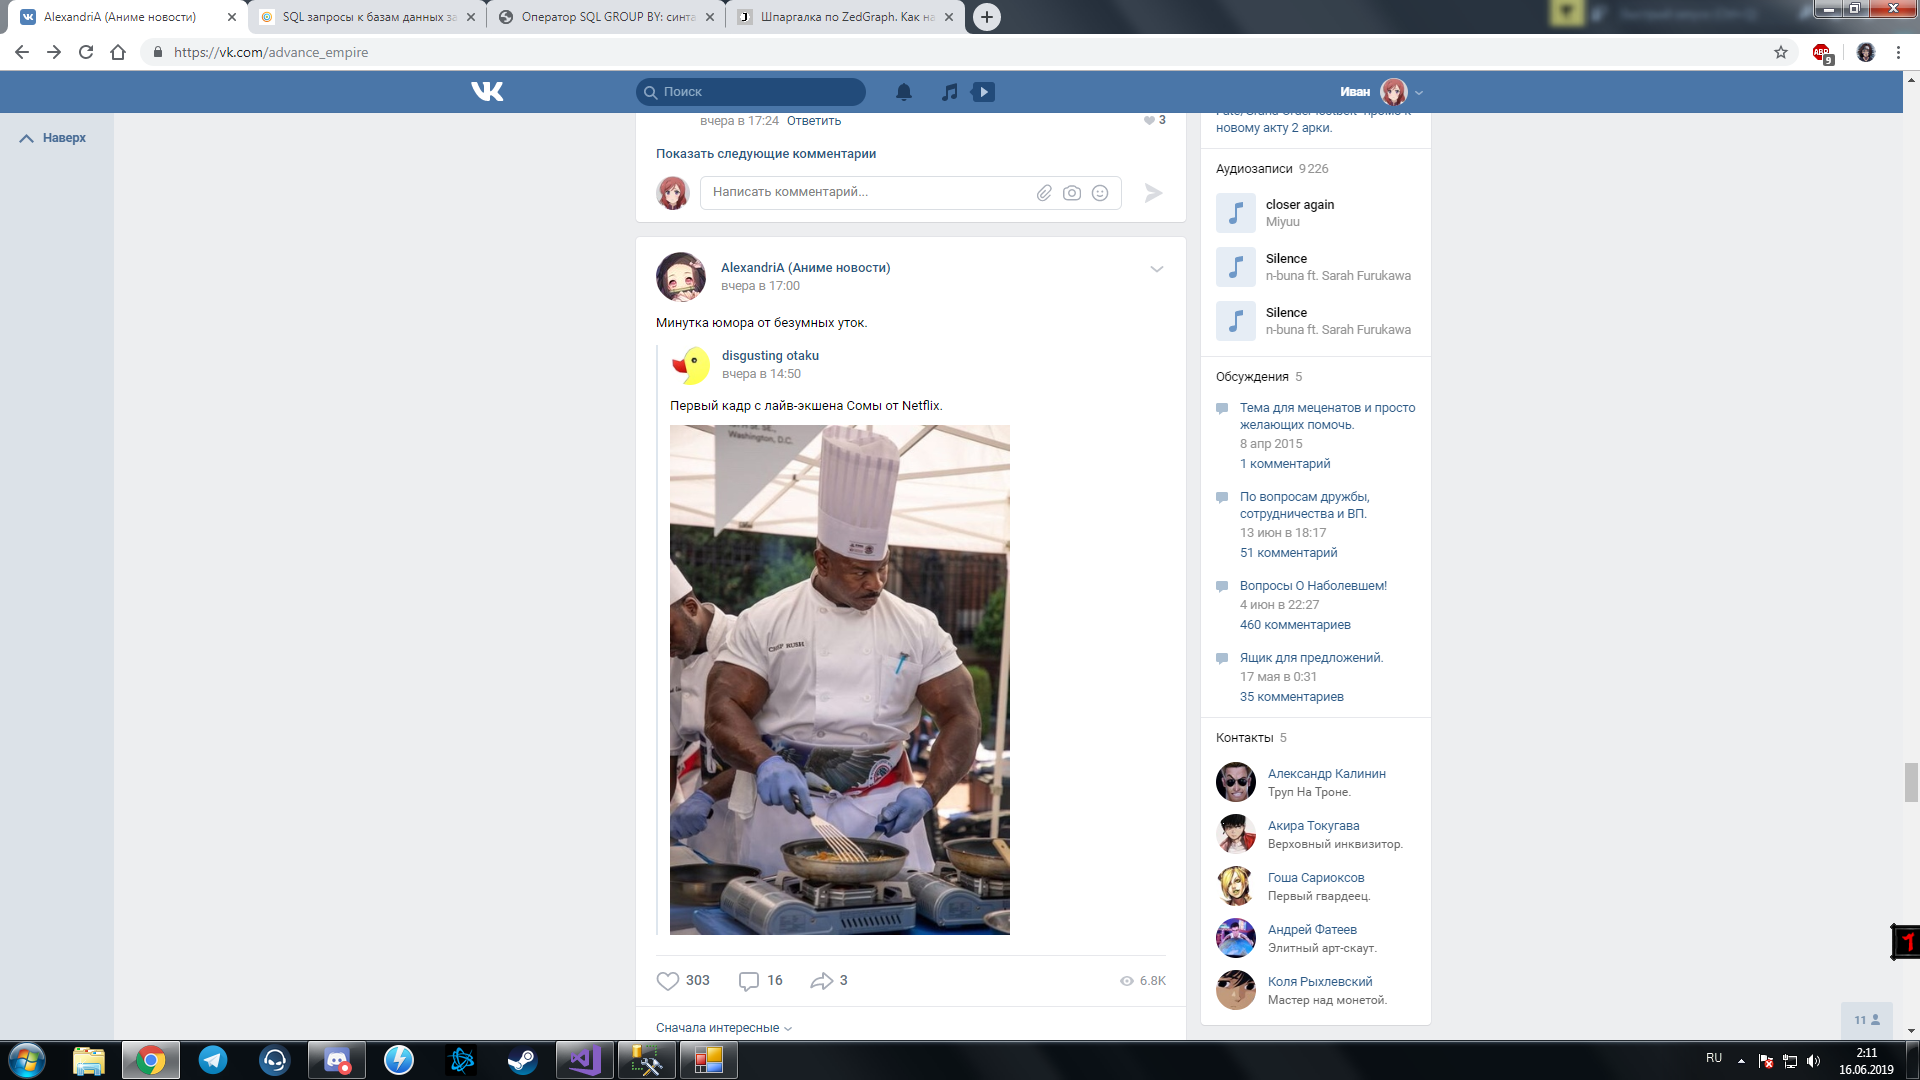 AlexandriA (Аниме новости)
SQL запросы к базам данных за
Оператор SQL GROUP BY: синта
Шпаргалка по ZedGraph. Как на
https://vk.com/advance_empire
ABP
9
Поиск
Иван
Наверх
вчера в 17:24 Ответить
3
Показать следующие комментарии
Написать комментарий...
AlexandriA (Аниме новости)
вчера в 17:00
Минутка юмора от безумных уток.
disgusting otaku
вчера в 14:50
Первый кадр с лайв-экшена Сомы от Netflix.
Washington, D.C.
CHEF RUSH
303
16
3
6.8K
Сначала интересные
новому акту 2 арки.
Аудиозаписи 9 226
closer again
Miyuu
Silence
n-buna ft. Sarah Furukawa
Silence
n-buna ft. Sarah Furukawa
Обсуждения 5
Тема для меценатов и просто
желающих помочь.
8 апр 2015
1 комментарий
По вопросам дружбы,
сотрудничества и ВП.
13 июн в 18:17
51 комментарий
Вопросы О Наболевшем!
4 июн в 22:27
460 комментариев
Ящик для предложений.
17 мая в 0:31
35 комментариев
Контакты 5
Александр Калинин
Труп На Троне.
Акира Токугава
Верховный инквизитор.
Гоша Сариоксов
Первый гвардеец.
Андрей Фатеев
Элитный арт-скаут.
Коля Рыхлевский
Мастер над монетой.
11
RU
2:11
16.06.2019